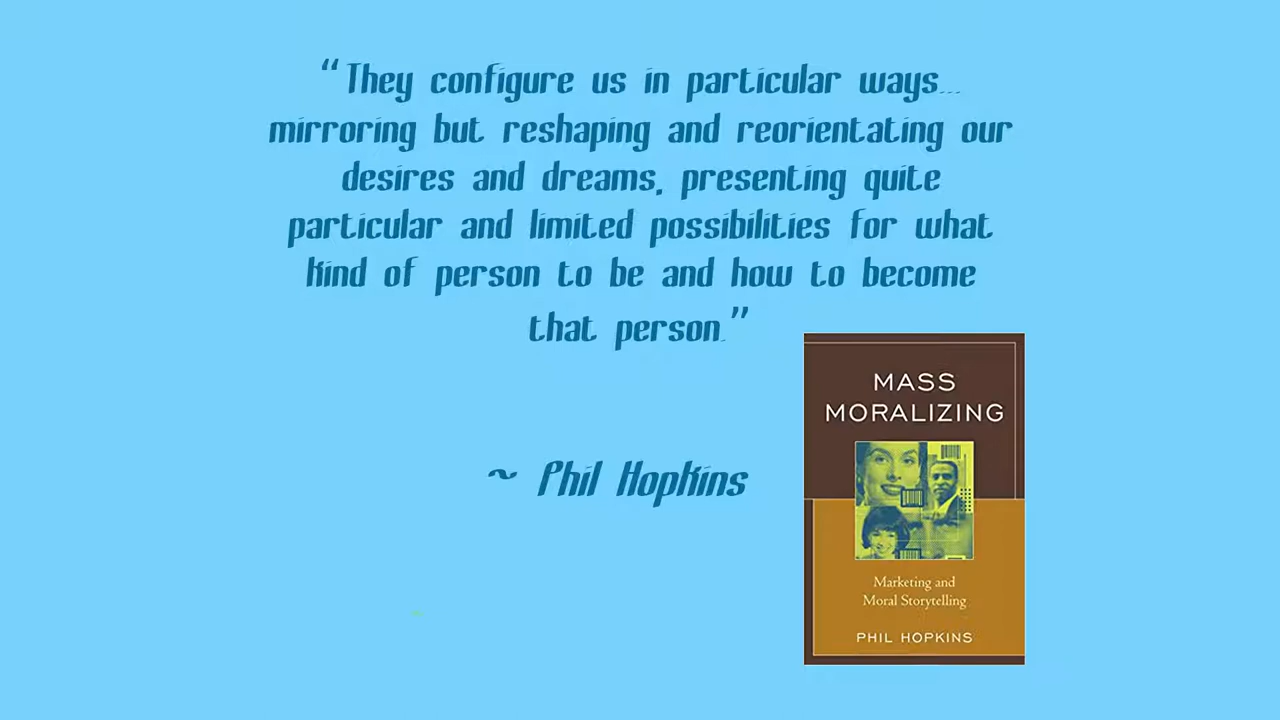 “They configure us in particular ways...
mirroring but reshaping and reorientating our
desires and dreams, presenting quite
particular and limited possibilities for what
kind of person to be and how to become
that person.”
~ Phil Hopkins
MASS
MORALIZING
Marketing and
Moral Storytelling
PHIL HOPKINS